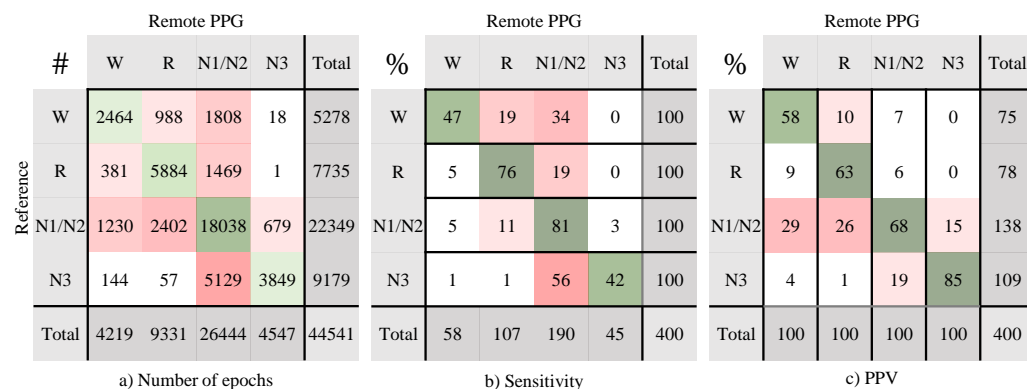 Remote PPG Remote PPG Remote PPG
# W R N1/N2 N3 Total % W R N1/N2 N3 Total % W R N1/N2 N3 Total
W 2464 988 1808 18 5278 W 47 19 34 0 100 W 58 10 7 0 75
R 381 5884 1469 1 7735 R 5 76 19 0 100 R 9 63 6 0 78
Reference
N1/N2 1230 2402 18038 679 22349 N1/N2 5 11 81 3 100 N1/N2 29 26 68 15 138
N3 144 57 5129 3849 9179 N3 1 1 56 42 100 N3 4 1 19 85 109
Total 4219 9331 26444 4547 44541 Total 58 107 190 45 400 Total 100 100 100 100 400
a) Number of epochs b) Sensitivity c) PPV